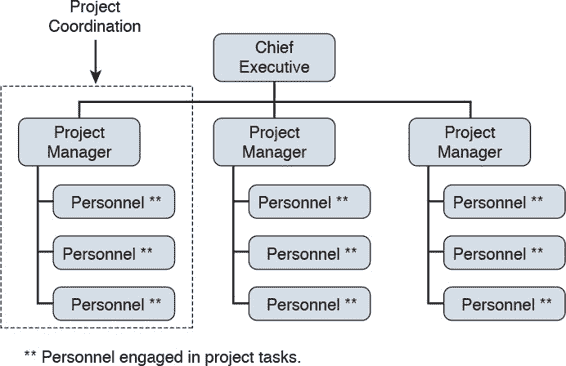 Project
Coordination
Chief
Executive
Project
Manager
Project
Manager
Project
Manager
Personnel **
Personnel **
Personnel **
Personnel **
Personnel **
Personnel **
Personnel **
Personnel **
Personnel **
** Personnel engaged in project tasks.